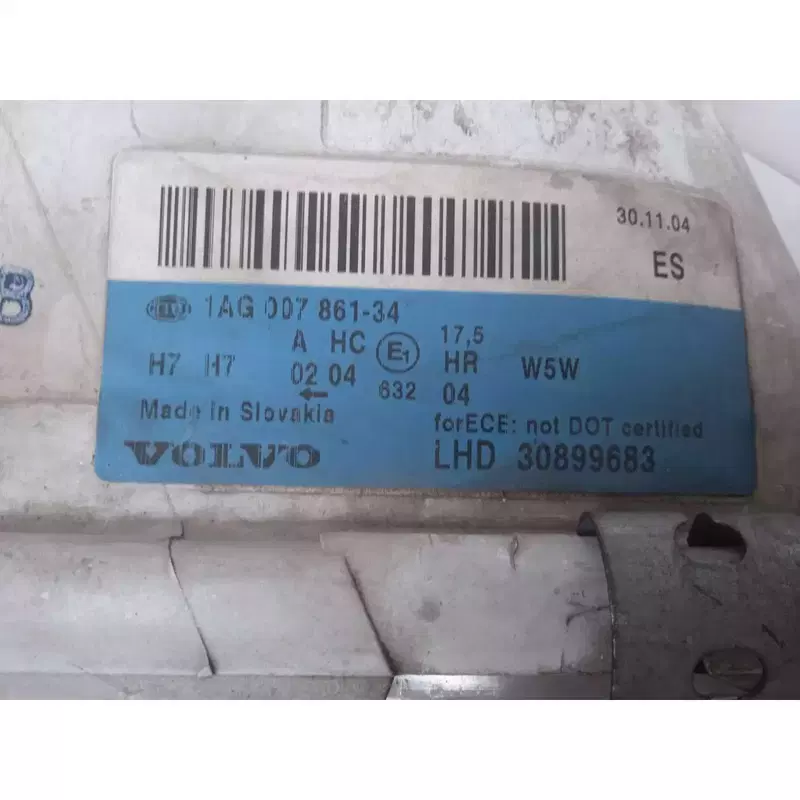 30.11.04
ES
B
HELLA 1AG 007 861-34
A HC E1 17,5
H7 H7 02 04 632 HR 04 W5W
Made in Slovakia
forECE: not DOT certified
VOLVO LHD 30899683